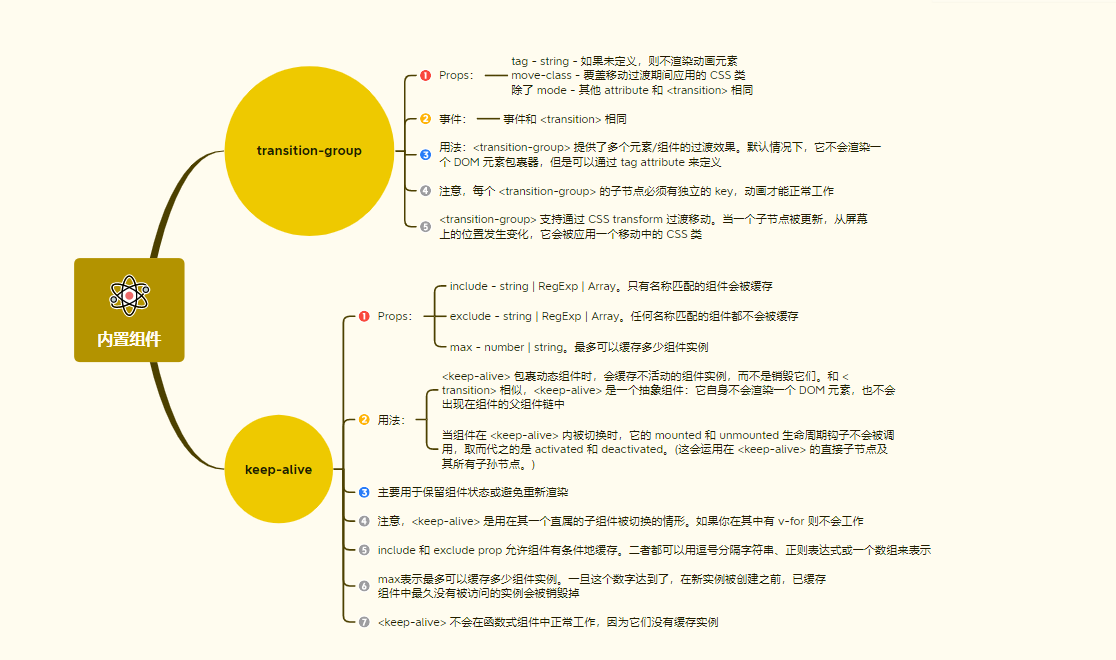 内置组件
transition-group
1 Props：
tag - string - 如果未定义，则不渲染动画元素
move-class - 覆盖移动过渡期间应用的 CSS 类
除了 mode - 其他 attribute 和 <transition> 相同
2 事件：
事件和 <transition> 相同
3 用法：<transition-group> 提供了多个元素/组件的过渡效果。默认情况下，它不会渲染一
个 DOM 元素包裹器，但是可以通过 tag attribute 来定义
4 注意，每个 <transition-group> 的子节点必须有独立的 key，动画才能正常工作
5 <transition-group> 支持通过 CSS transform 过渡移动。当一个子节点被更新，从屏幕
上的位置发生变化，它会被应用一个移动中的 CSS 类
keep-alive
1 Props：
include - string | RegExp | Array。只有名称匹配的组件会被缓存
exclude - string | RegExp | Array。任何名称匹配的组件都不会被缓存
max - number | string。最多可以缓存多少组件实例
2 用法：
<keep-alive> 包裹动态组件时，会缓存不活动的组件实例，而不是销毁它们。和 <
transition> 相似，<keep-alive> 是一个抽象组件：它自身不会渲染一个 DOM 元素，也不会
出现在组件的父组件链中
当组件在 <keep-alive> 内被切换时，它的 mounted 和 unmounted 生命周期钩子不会被调
用，取而代之的是 activated 和 deactivated。(这会运用在 <keep-alive> 的直接子节点及
其所有子孙节点。)
3 主要用于保留组件状态或避免重新渲染
4 注意，<keep-alive> 是用在其一个直属的子组件被切换的情形。如果你在其中有 v-for 则不会工作
5 include 和 exclude prop 允许组件有条件地缓存。二者都可以用逗号分隔字符串、正则表达式或一个数组来表示
6 max表示最多可以缓存多少组件实例。一旦这个数字达到了，在新实例被创建之前，已缓存
组件中最久没有被访问的实例会被销毁掉
7 <keep-alive> 不会在函数式组件中正常工作，因为它们没有缓存实例